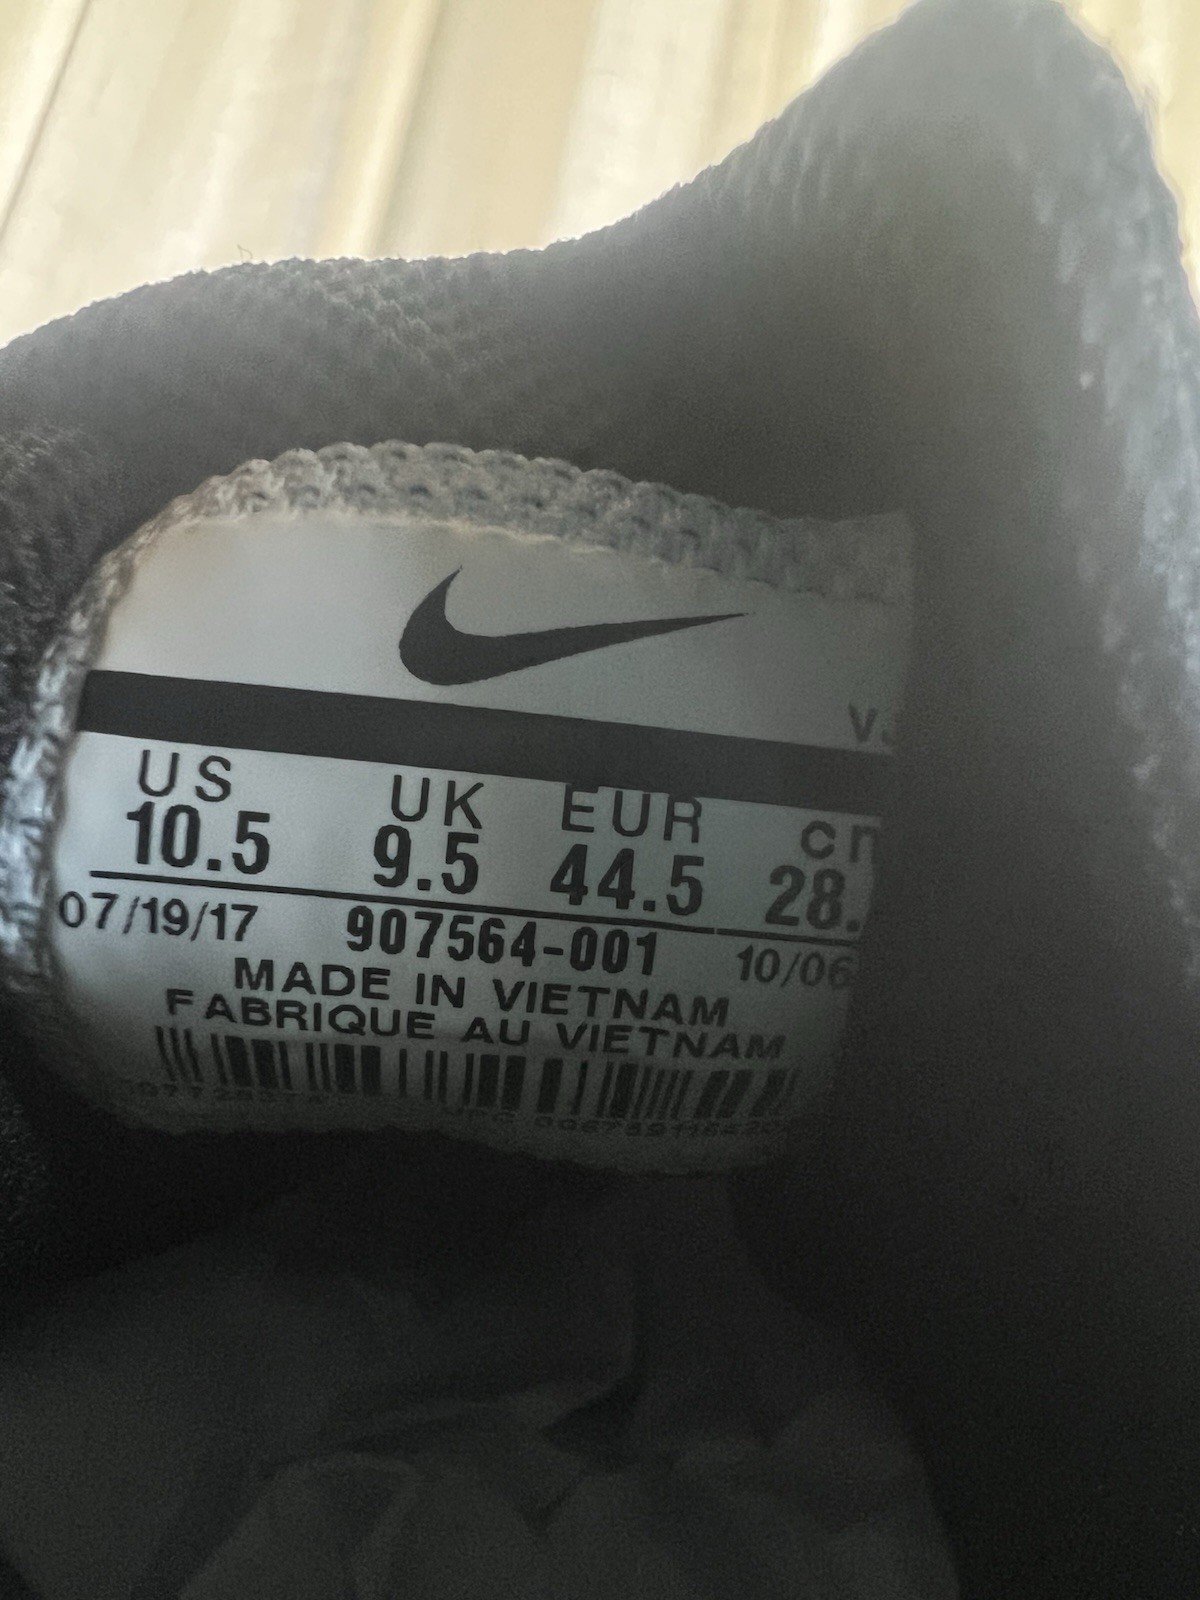 US UK EUR
10.5 9.5 44.5 28.
07/19/17 907564-001 10/06
MADE IN VIETNAM
FABRIQUE AU VIETNAM